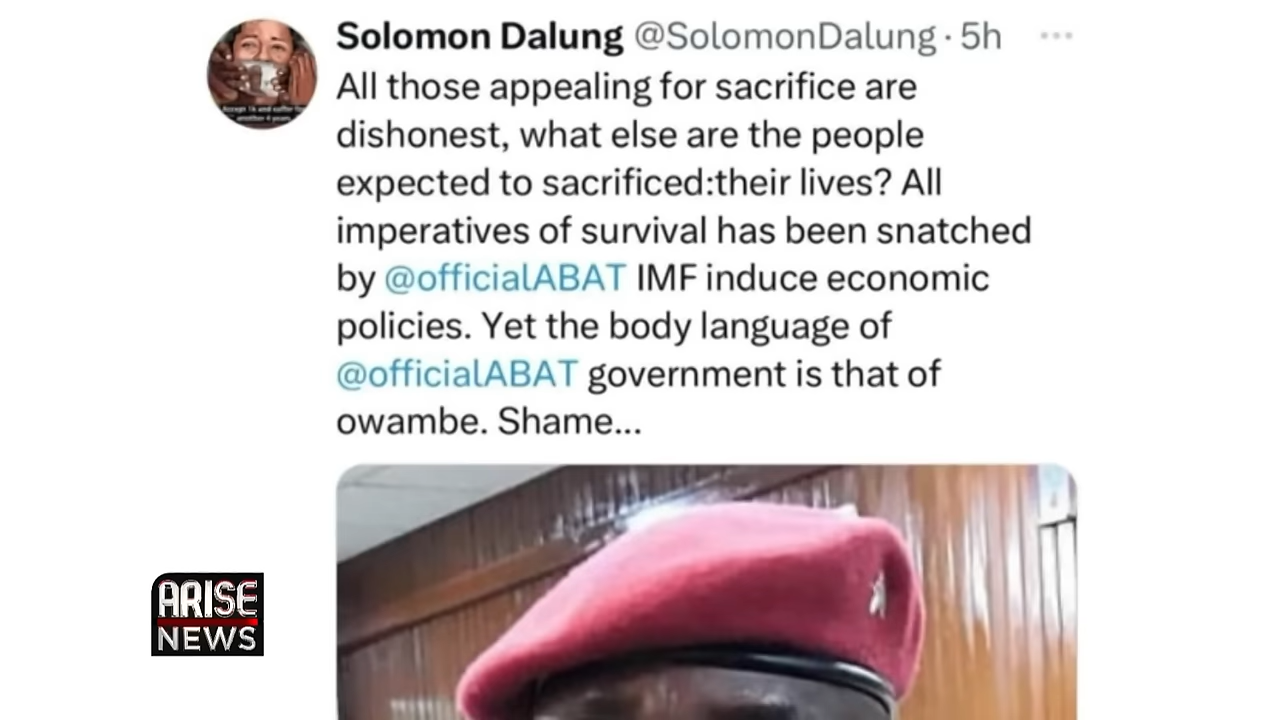 Solomon Dalung @SolomonDalung · 5h
All those appealing for sacrifice are
dishonest, what else are the people
expected to sacrificed:their lives? All
imperatives of survival has been snatched
by @officialABAT IMF induce economic
policies. Yet the body language of
@officialABAT government is that of
owambe. Shame...
ARISE
NEWS